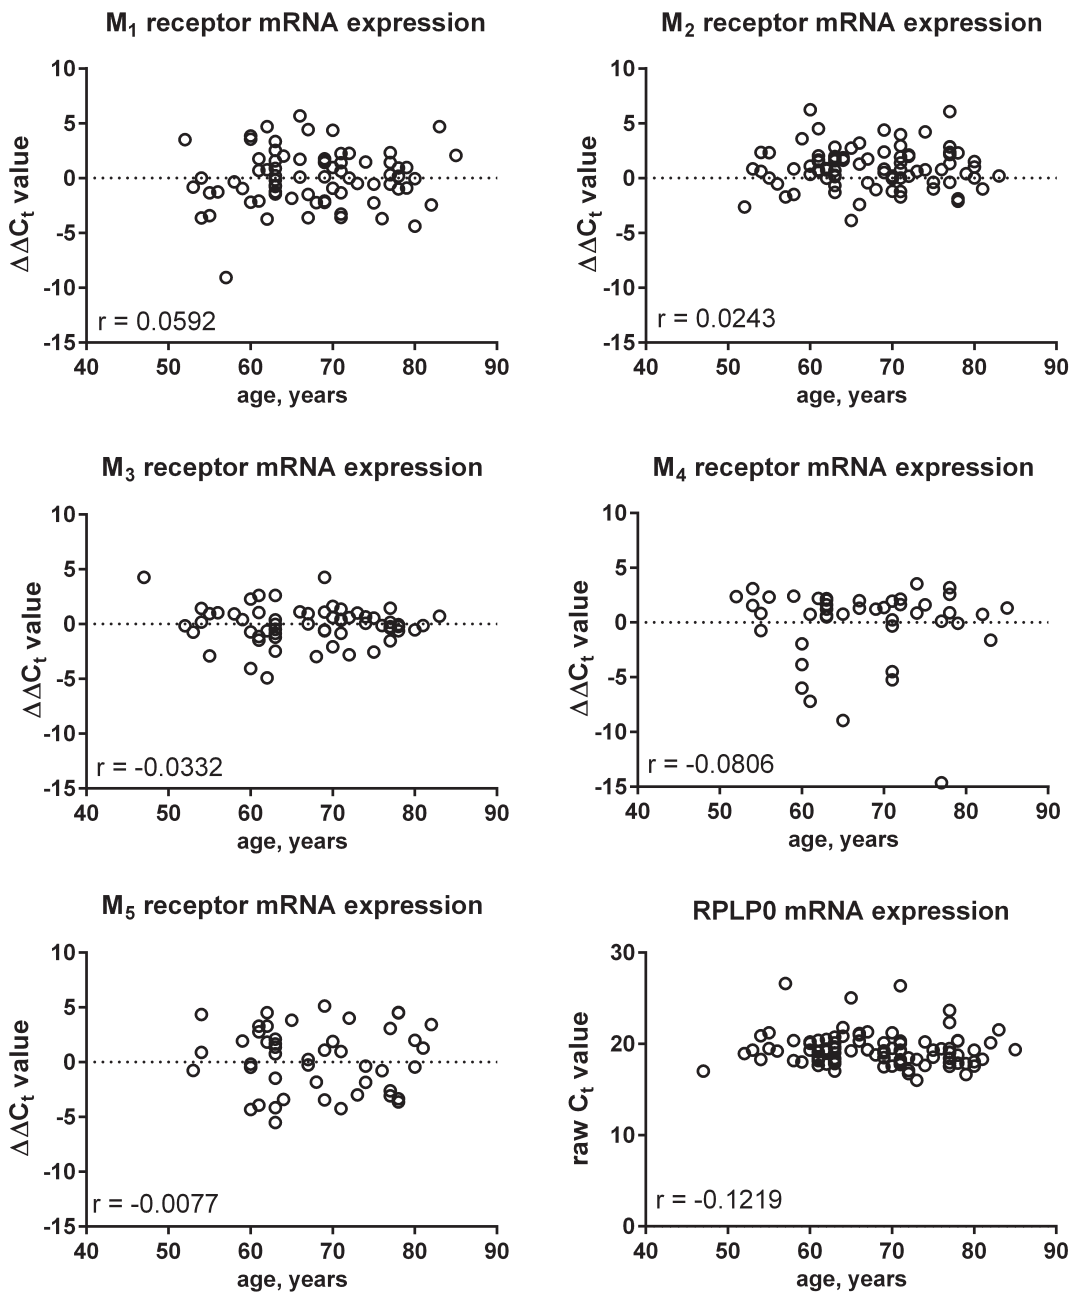 M₁ receptor mRNA expression
10
5
0
-5
-10
-15
ΔΔCt value
r = 0.0592
40 50 60 70 80 90
age, years
M₂ receptor mRNA expression
10
5
0
-5
-10
-15
ΔΔCt value
r = 0.0243
40 50 60 70 80 90
age, years
M₃ receptor mRNA expression
10
5
0
-5
-10
-15
ΔΔCt value
r = -0.0332
40 50 60 70 80 90
age, years
M₄ receptor mRNA expression
10
5
0
-5
-10
-15
ΔΔCt value
r = -0.0806
40 50 60 70 80 90
age, years
M₅ receptor mRNA expression
10
5
0
-5
-10
-15
ΔΔCt value
r = -0.0077
40 50 60 70 80 90
age, years
RPLP0 mRNA expression
30
20
10
0
raw Ct value
r = -0.1219
40 50 60 70 80 90
age, years